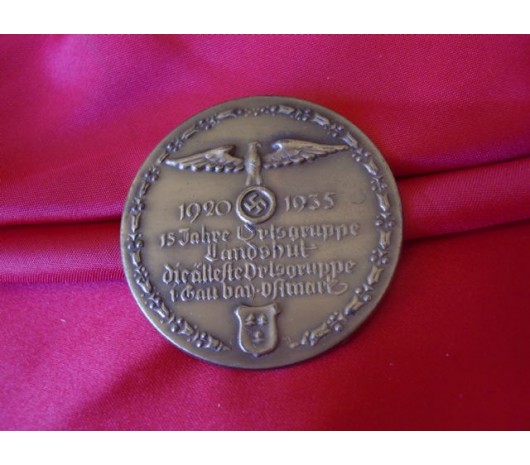 1920 1935
15 Jahre Ortsgruppe
Landshut
die älteste Ortsgruppe
i. Gau bay. Ostmark